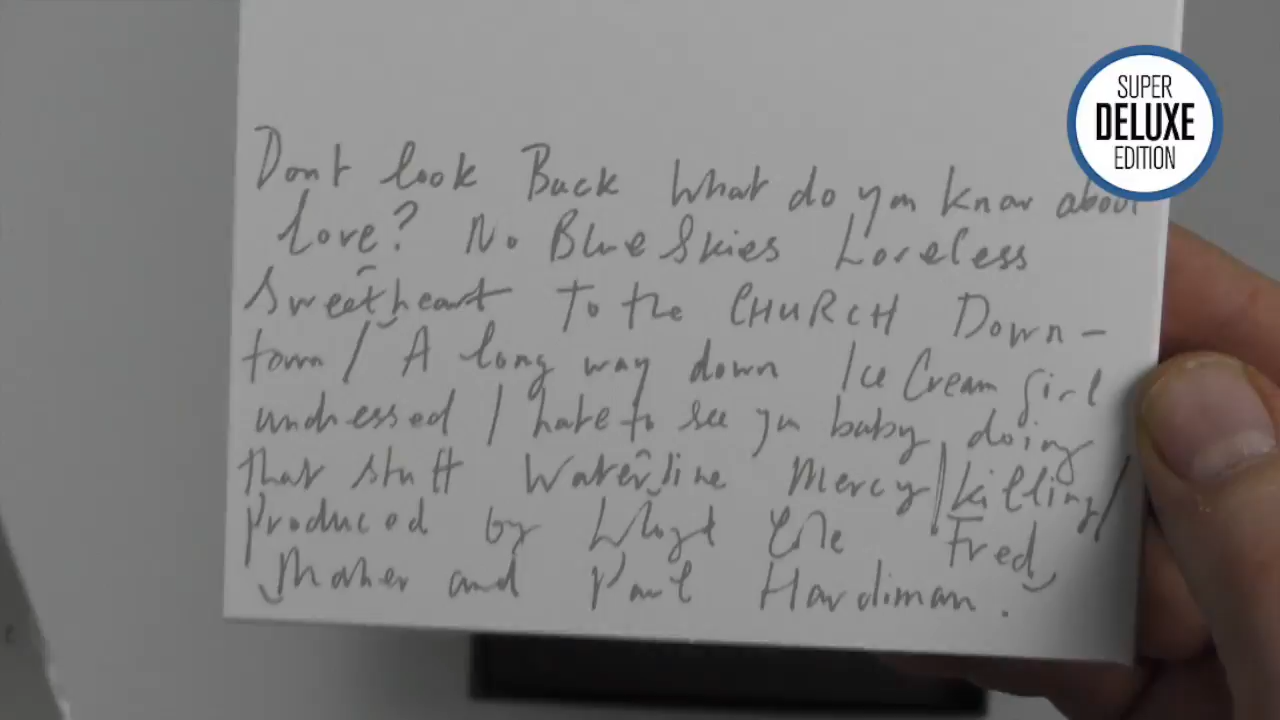 Dont look Back What do you know about
love? No Blue Skies Loveless
Sweetheart To the CHURCH Down-
town / A long way down Ice Cream girl
undressed / hate to see you baby doing
that stuff Waterline Mercy / killing /
produced by Lloyd Cole Fred
Maher and Paul Hardiman.
SUPER
DELUXE
EDITION